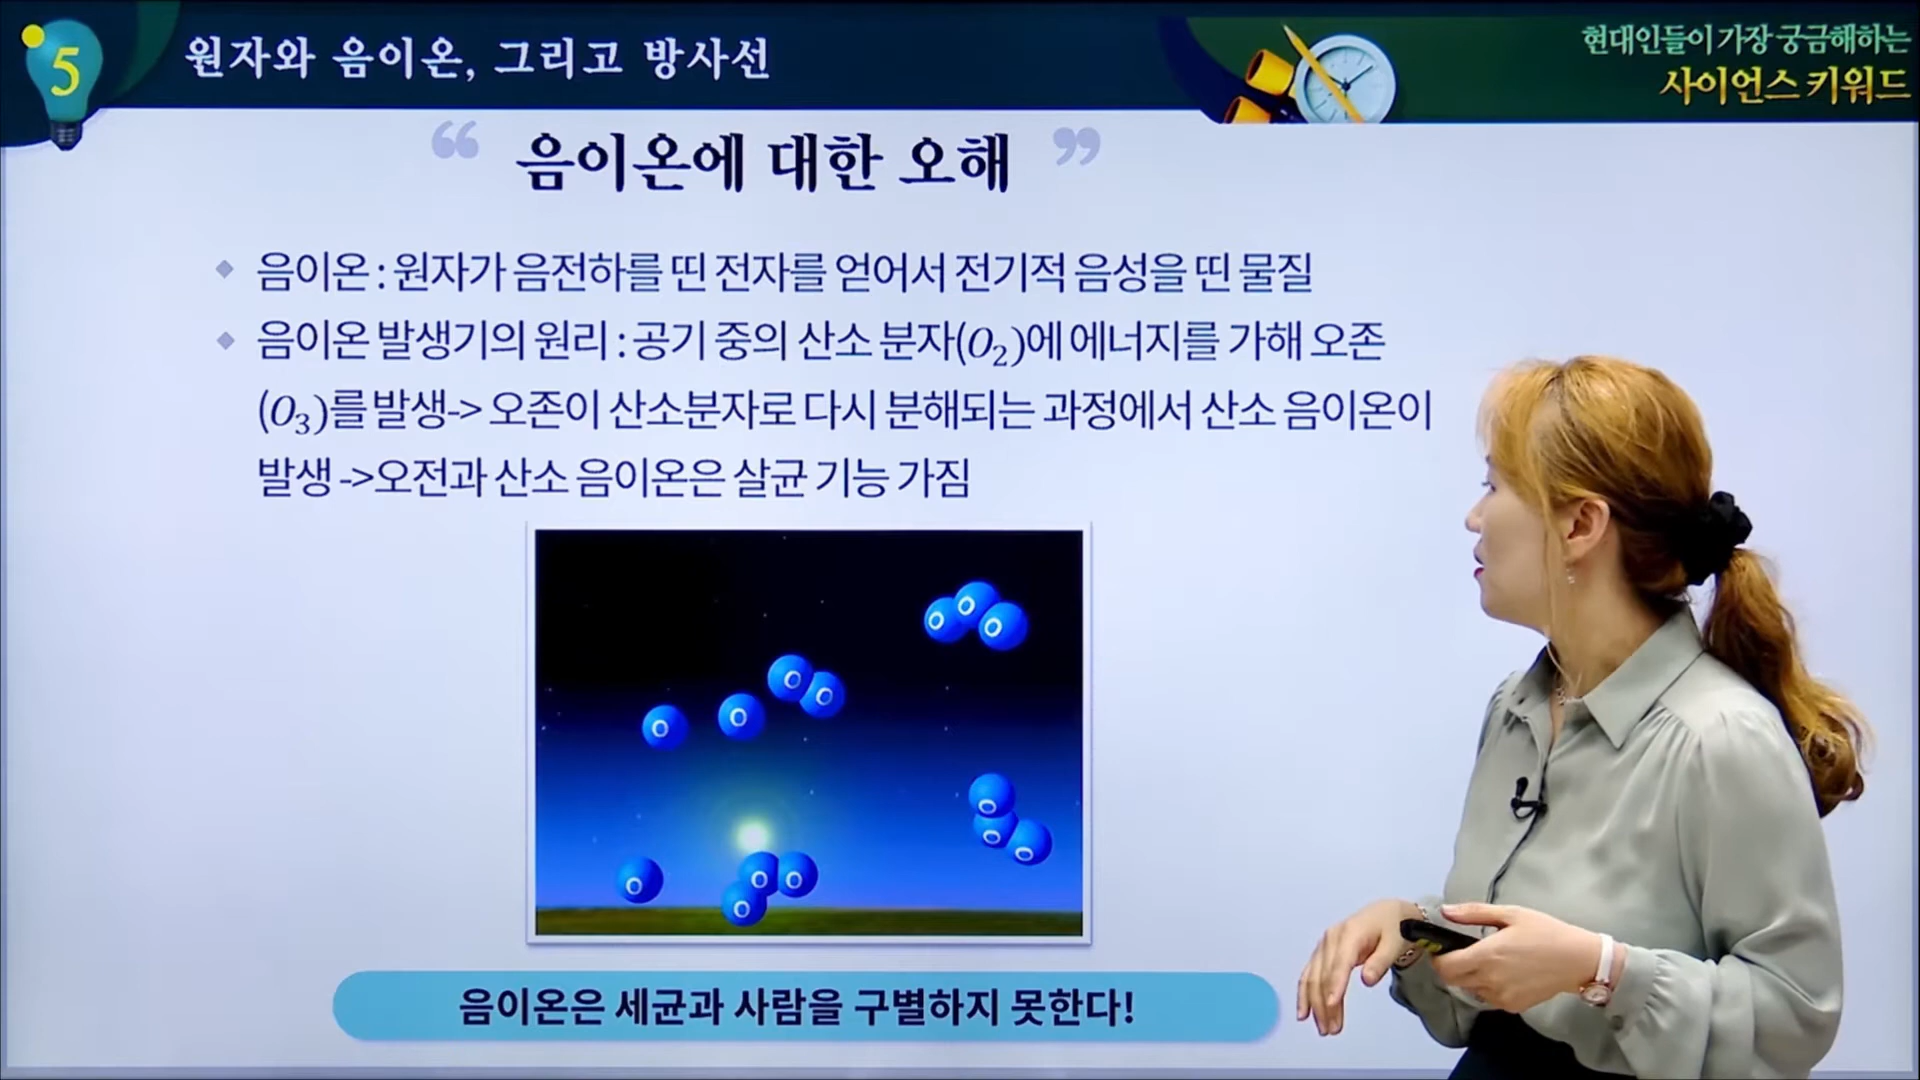 5
원자와 음이온, 그리고 방사선
현대인들이 가장 궁금해하는
사이언스 키워드
“ 음이온에 대한 오해 ”
음이온 : 원자가 음전하를 띤 전자를 얻어서 전기적 음성을 띤 물질
음이온 발생기의 원리 : 공기 중의 산소 분자(O₂)에 에너지를 가해 오존
(O₃)를 발생-> 오존이 산소분자로 다시 분해되는 과정에서 산소 음이온이
발생 ->오전과 산소 음이온은 살균 기능 가짐
O O O
O O
O O
O O O
O O O
O
음이온은 세균과 사람을 구별하지 못한다!